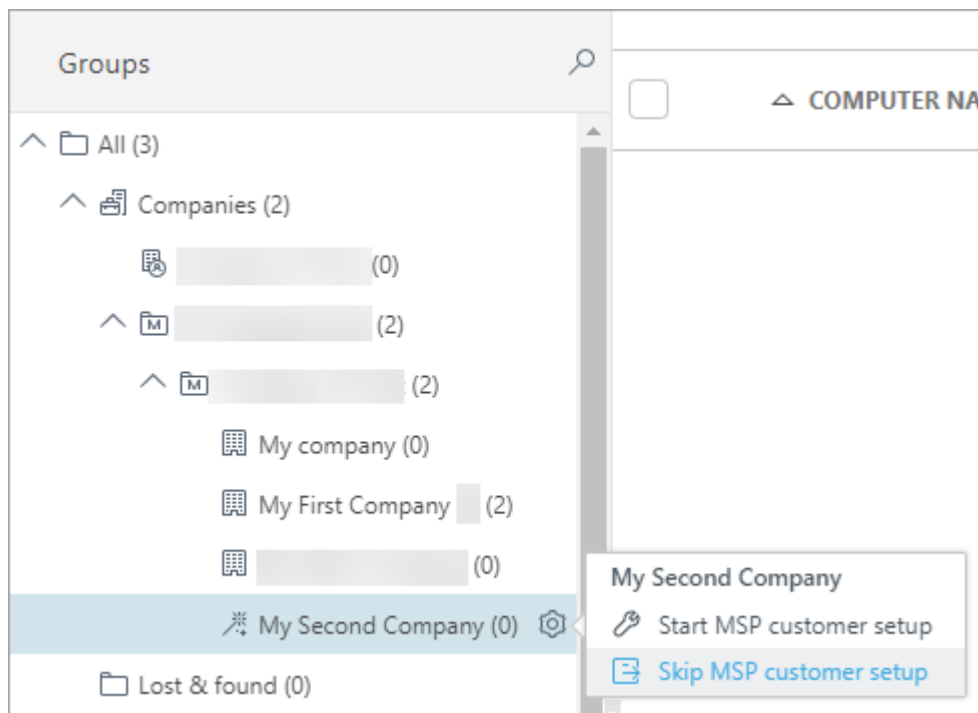 Groups
COMPUTER NA
All (3)
Companies (2)
(0)
(2)
(2)
My company (0)
My First Company (2)
(0)
My Second Company
My Second Company (0)
Start MSP customer setup
Skip MSP customer setup
Lost & found (0)